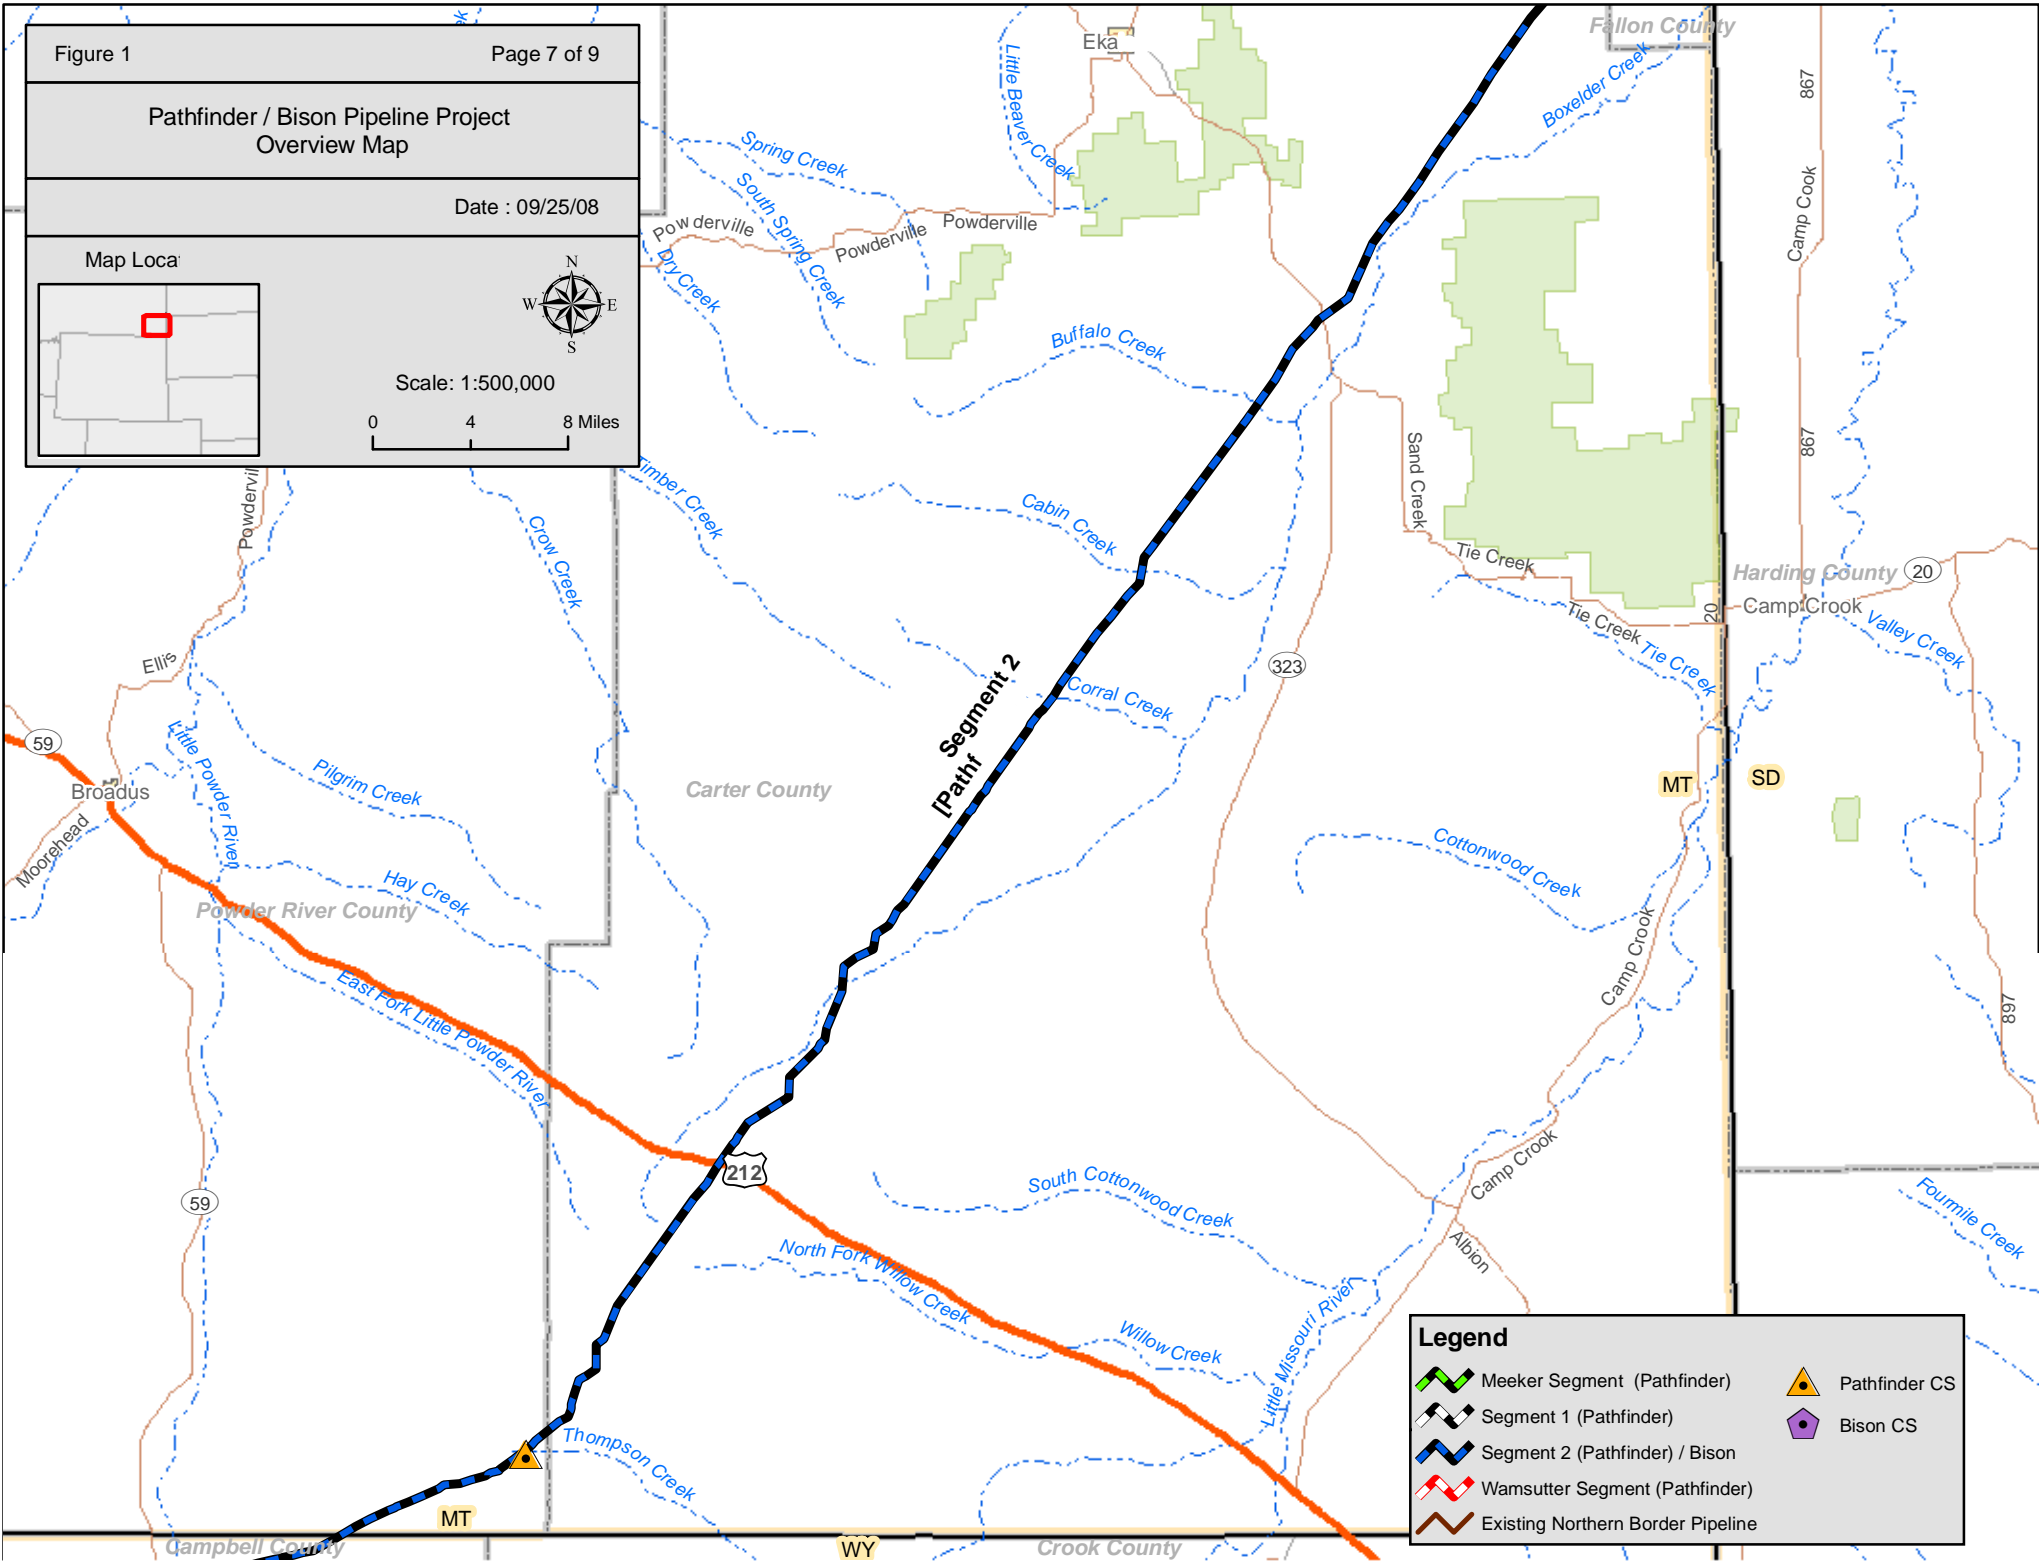 Figure 1
Page 7 of 9
Pathfinder / Bison Pipeline Project
Overview Map
Date : 09/25/08
Map Loca
N
W
E
S
Scale: 1:500,000
0
4
8 Miles
Eka
Little Beaver Creek
Fallon County
Boxelder Creek
867
Camp Cook
Spring Creek
South Spring Creek
Powderville
Powderville
Powderville
Dry Creek
Buffalo Creek
867
Sand Creek
Powdervil
Timber Creek
Crow Creek
Cabin Creek
Tie Creek
Harding County
20
Camp Crook
20
Tie Creek
Tie Creek
Valley Creek
Ellis
323
Segment 2
[Pathf
Corral Creek
59
Little Powder River
Broadus
Pilgrim Creek
Carter County
MT
SD
Moorehead
Hay Creek
Powder River County
Cottonwood Creek
Camp Crook
East Fork Little Powder River
897
212
Camp Crook
59
South Cottonwood Creek
Fourmile Creek
North Fork Willow Creek
Albion
Willow Creek
Little Missouri River
Thompson Creek
MT
Campbell County
WY
Crook County
Legend
Meeker Segment (Pathfinder)
Segment 1 (Pathfinder)
Segment 2 (Pathfinder) / Bison
Wamsutter Segment (Pathfinder)
Existing Northern Border Pipeline
Pathfinder CS
Bison CS